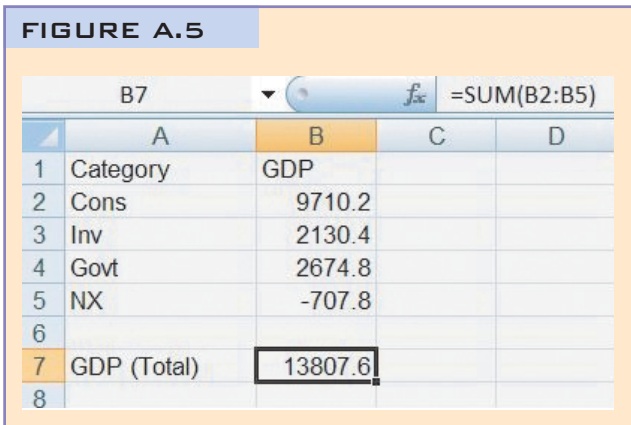 FIGURE A.5
B7 fx =SUM(B2:B5)
A B C D
1 Category GDP
2 Cons 9710.2
3 Inv 2130.4
4 Govt 2674.8
5 NX -707.8
6
7 GDP (Total) 13807.6
8